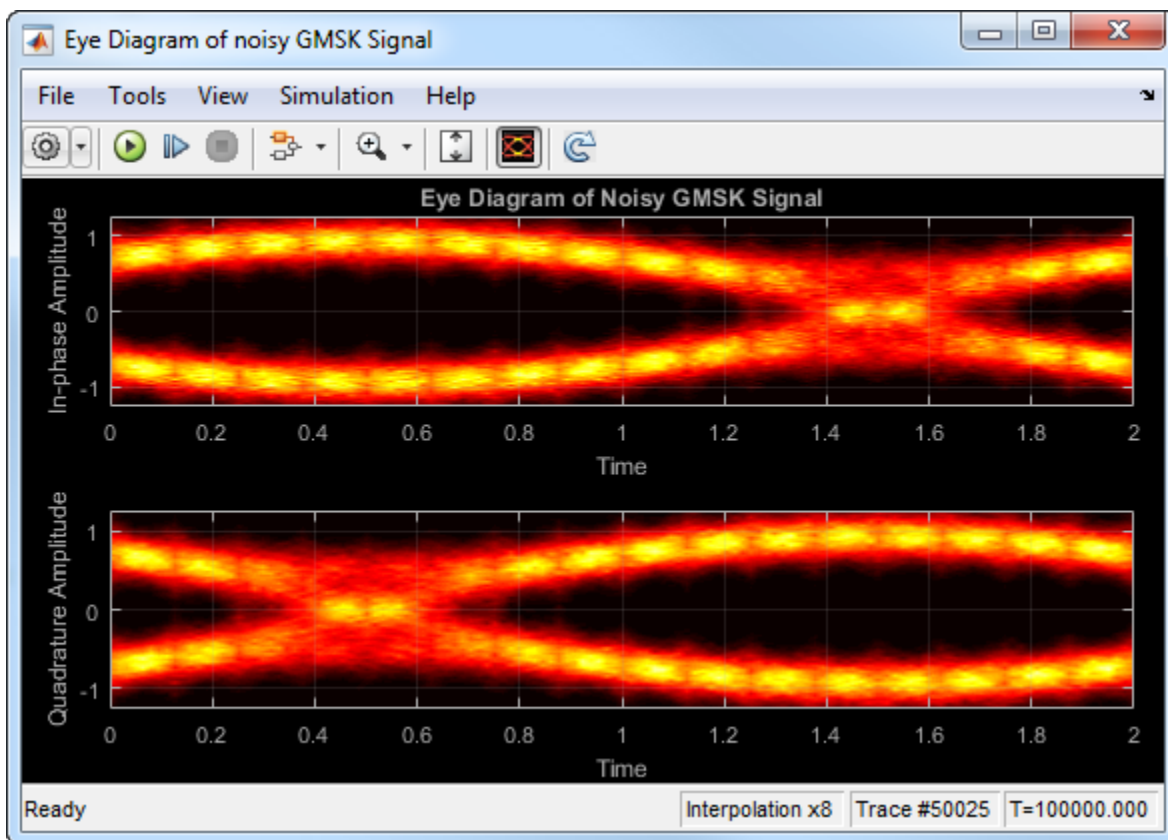 Eye Diagram of noisy GMSK Signal
File Tools View Simulation Help
Eye Diagram of Noisy GMSK Signal
In-phase Amplitude
1
0
-1
0 0.2 0.4 0.6 0.8 1 1.2 1.4 1.6 1.8 2
Time
Quadrature Amplitude
1
0
-1
0 0.2 0.4 0.6 0.8 1 1.2 1.4 1.6 1.8 2
Time
Ready Interpolation x8 Trace #50025 T=100000.000